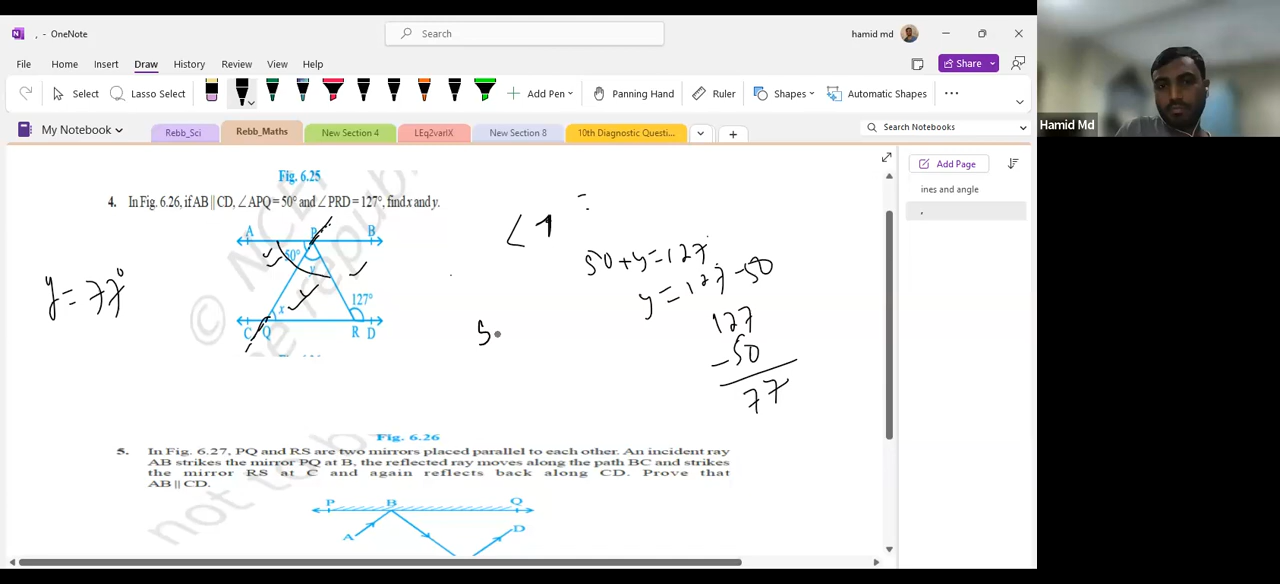 , - OneNote
Search
hamid md
File Home Insert Draw History Review View Help
Share
Select
Lasso Select
Add Pen
Panning Hand
Ruler
Shapes
Automatic Shapes
My Notebook
Rebb_Sci
Rebb_Maths
New Section 4
LEq2varIX
New Section 8
10th Diagnostic Questi...
Search Notebooks
Hamid Md
Add Page
ines and angle
,
Fig. 6.25
4. In Fig. 6.26, if AB || CD, ∠ APQ = 50° and ∠ PRD = 127°, find x and y.
A P B
50°
y
x 127°
C Q R D
y = 77°
50 + y = 127
y = 127 - 50
127
- 50
77
© NC
not to b
Fig. 6.26
5. In Fig. 6.27, PQ and RS are two mirrors placed parallel to each other. An incident ray
AB strikes the mirror PQ at B, the reflected ray moves along the path BC and strikes
the mirror RS at C and again reflects back along CD. Prove that
AB || CD.
P B Q
A D